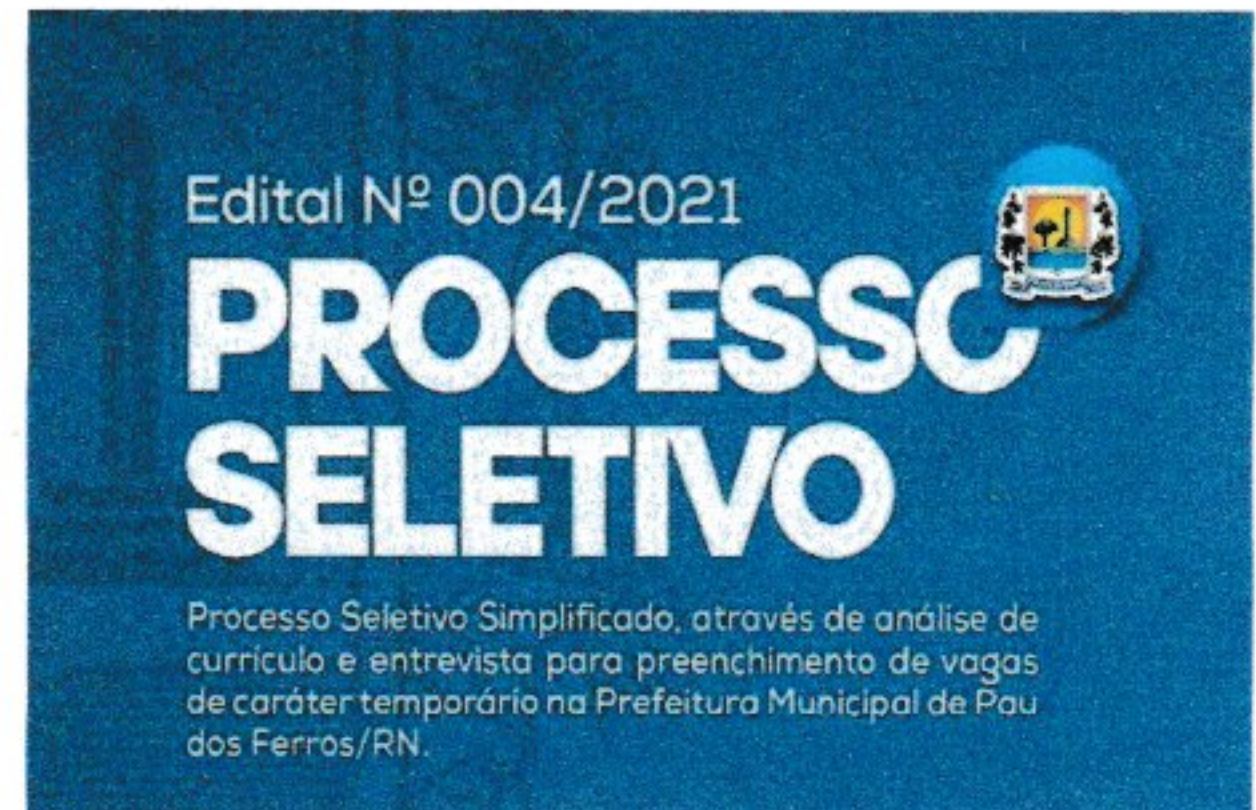 Edital Nº 004/2021
PROCESSO
SELETIVO
Processo Seletivo Simplificado, através de análise de
currículo e entrevista para preenchimento de vagas
de caráter temporário na Prefeitura Municipal de Pau
dos Ferros/RN.